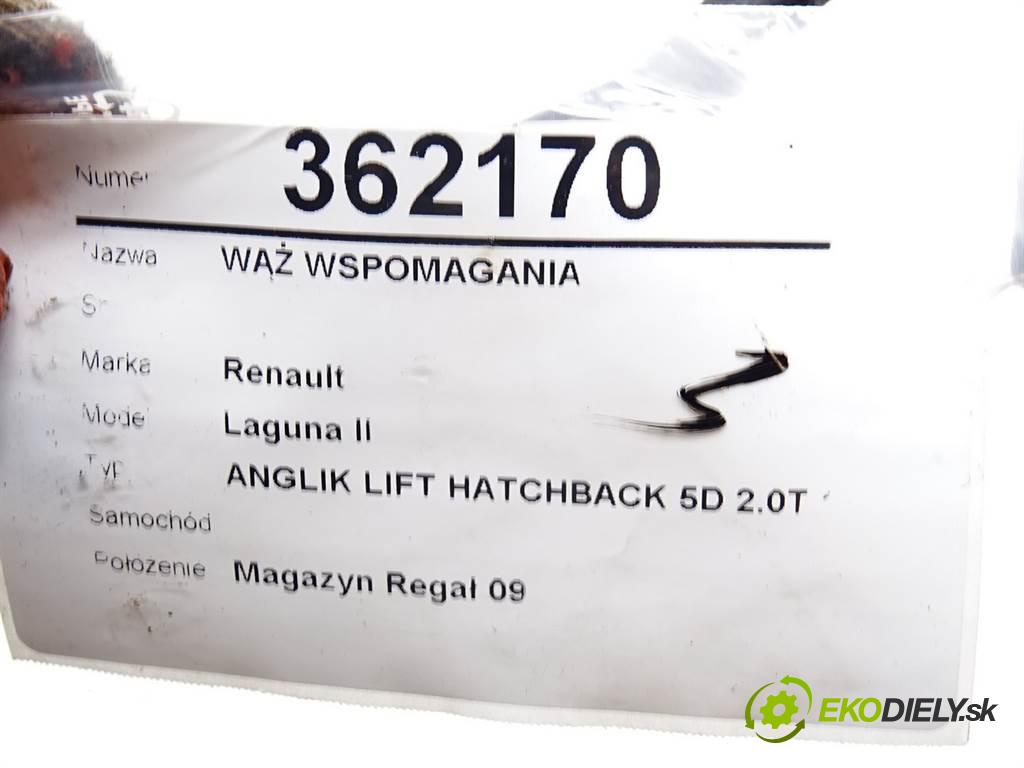 Numer 362170
Nazwa WĄŻ WSPOMAGANIA
Marka Renault
Model Laguna II
Typ ANGLIK LIFT HATCHBACK 5D 2.0T
Samochód
Położenie Magazyn Regał 09
EKODIELY.sk